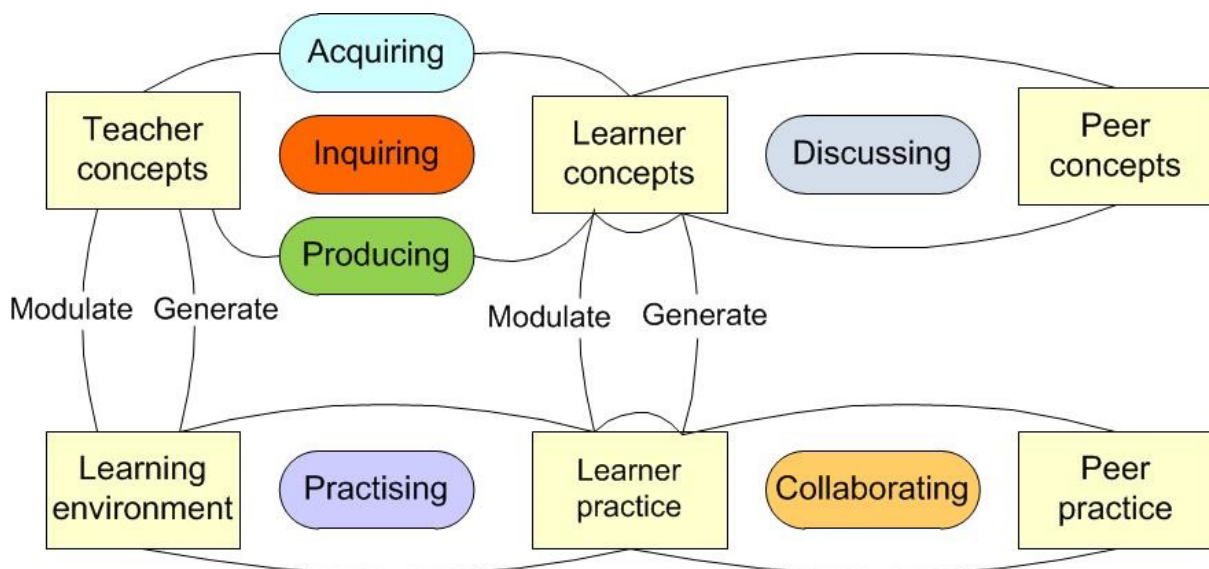 Acquiring
Teacher
concepts
Inquiring
Learner
concepts
Discussing
Peer
concepts
Producing
Modulate
Generate
Modulate
Generate
Learning
environment
Practising
Learner
practice
Collaborating
Peer
practice